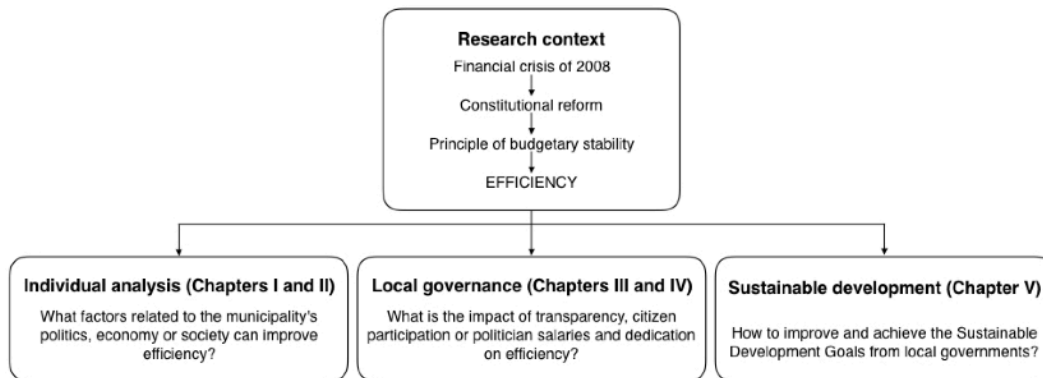 Research context
Financial crisis of 2008
Constitutional reform
Principle of budgetary stability
EFFICIENCY
Individual analysis (Chapters I and II)
What factors related to the municipality's
politics, economy or society can improve
efficiency?
Local governance (Chapters III and IV)
What is the impact of transparency, citizen
participation or politician salaries and dedication
on efficiency?
Sustainable development (Chapter V)
How to improve and achieve the Sustainable
Development Goals from local governments?